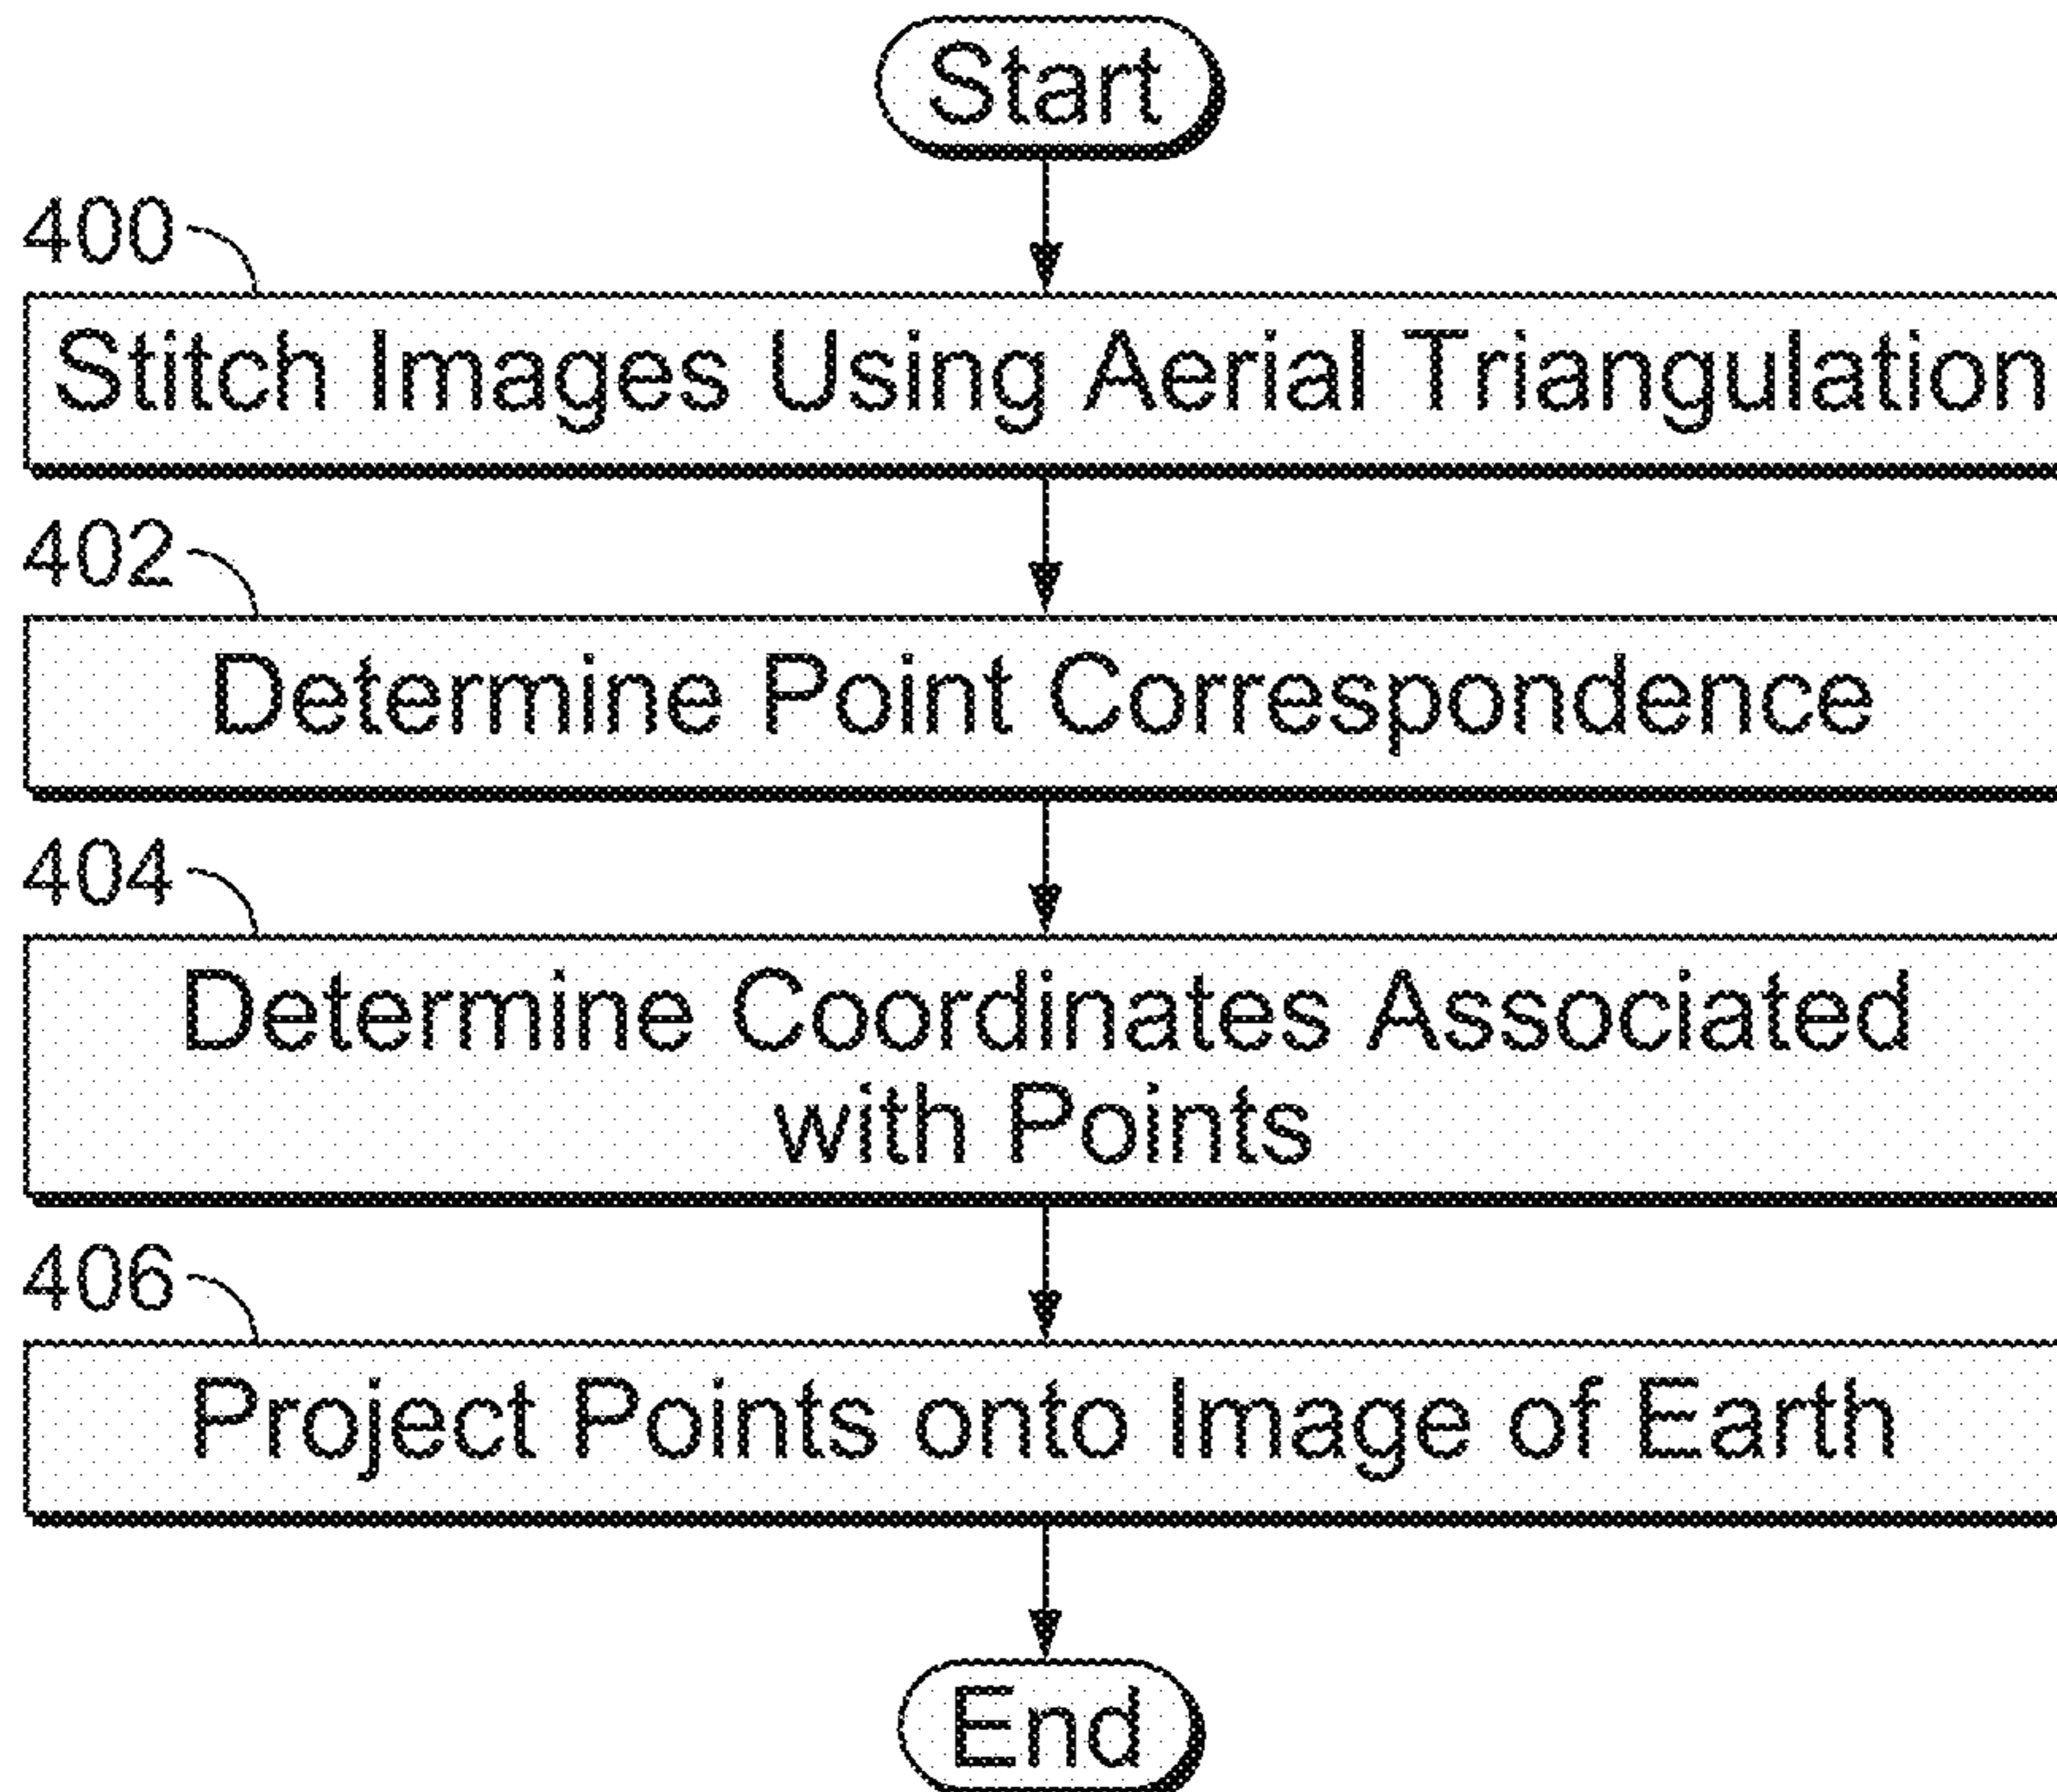 Start
400
Stitch Images Using Aerial Triangulation
402
Determine Point Correspondence
404
Determine Coordinates Associated
with Points
406
Project Points onto Image of Earth
End